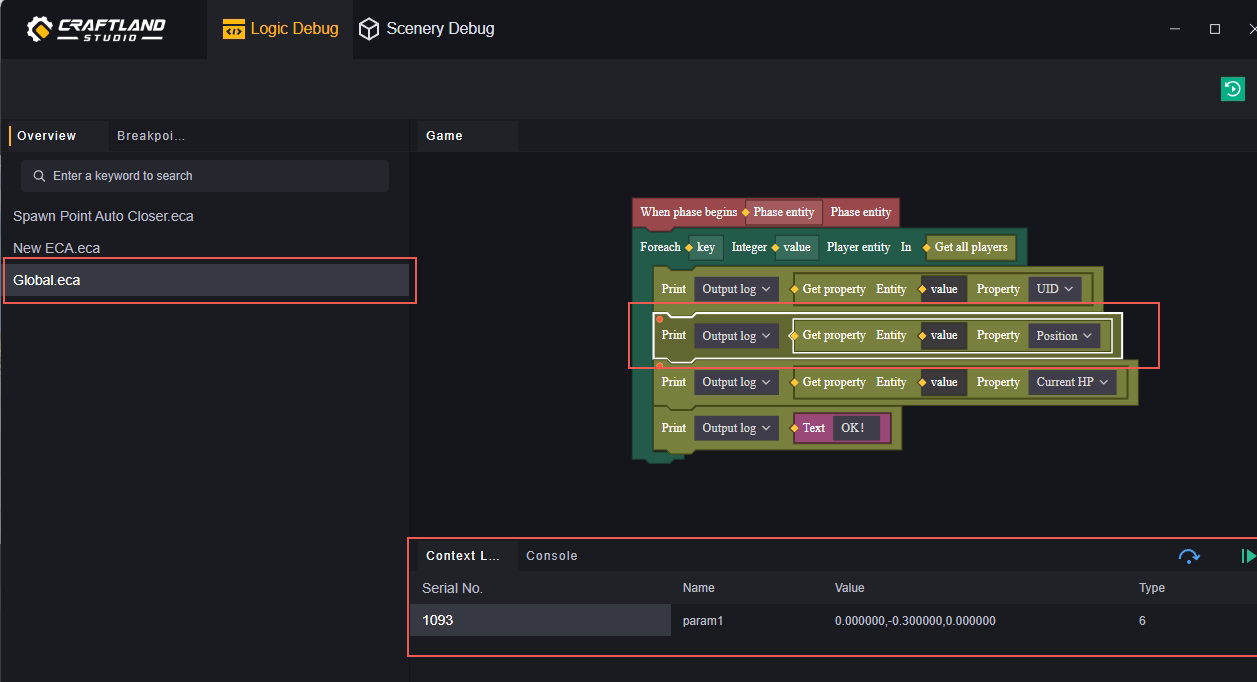 CRAFTLAND
STUDIO
Logic Debug
Scenery Debug
Overview
Breakpoi...
Game
Enter a keyword to search
Spawn Point Auto Closer.eca
New ECA.eca
Global.eca
When phase begins Phase entity Phase entity
Foreach key Integer value Player entity In Get all players
Print Output log Get property Entity value Property UID
Print Output log Get property Entity value Property Position
Print Output log Get property Entity value Property Current HP
Print Output log Text OK!
Context L...
Console
Serial No. Name Value Type
1093 param1 0.000000,-0.300000,0.000000 6